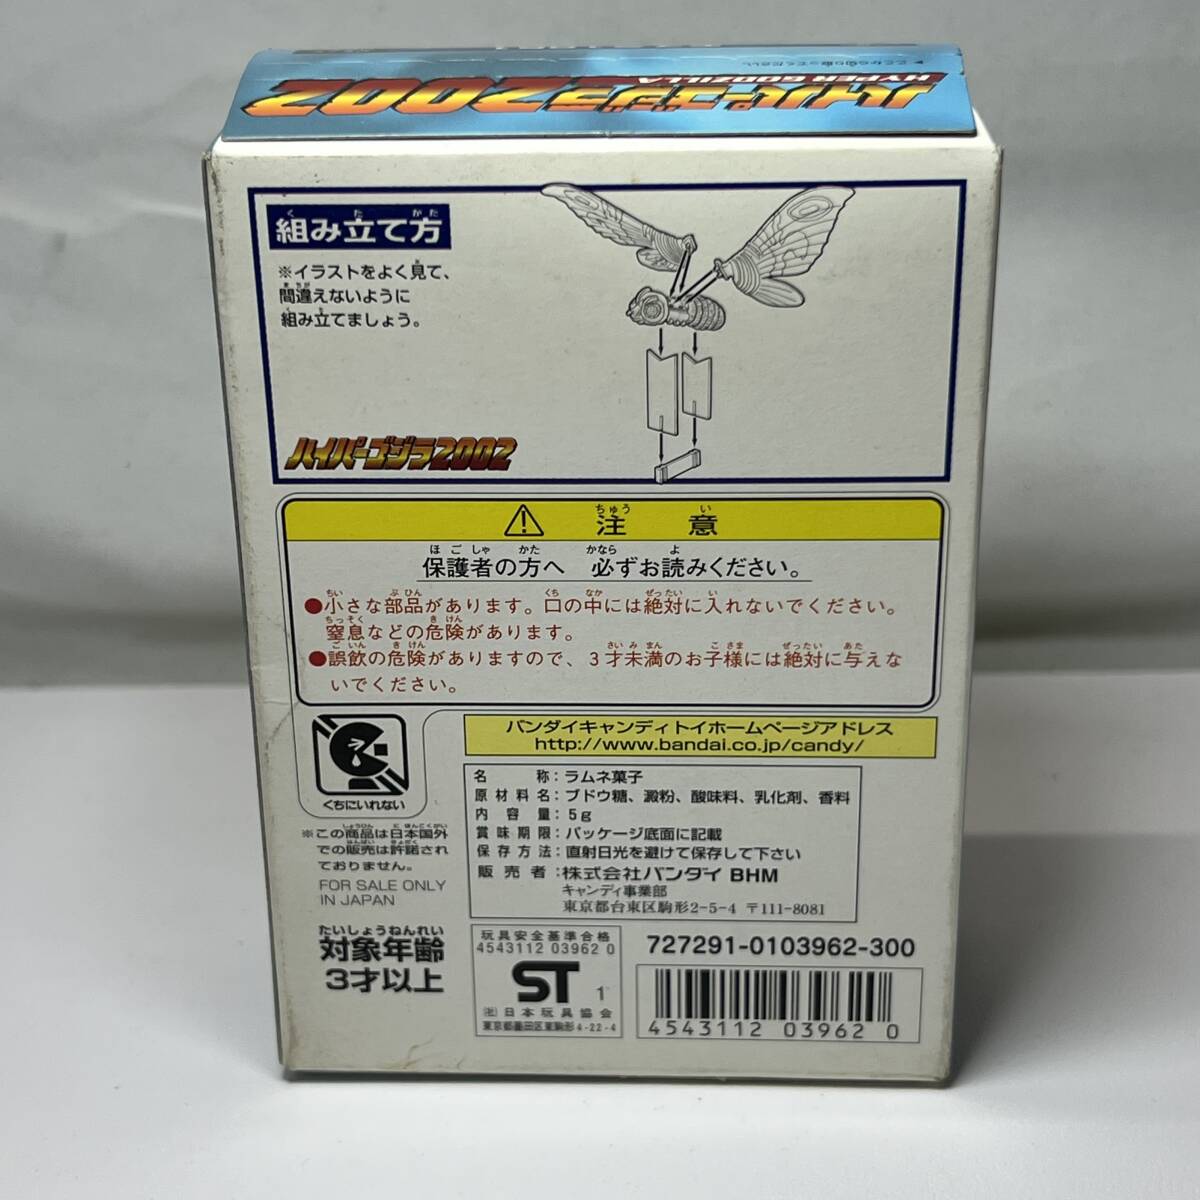 ハイパーゴジラ2002
HYPER GODZILLA
組み立て方
※イラストをよく見て、
間違えないように
組み立てましょう。
ハイパーゴジラ2002
注意
保護者の方へ 必ずお読みください。
●小さな部品があります。口の中には絶対に入れないでください。
窒息などの危険があります。
●誤飲の危険がありますので、3才未満のお子様には絶対に与えな
いでください。
くちにいれない
バンダイキャンディトイホームページアドレス
http://www.bandai.co.jp/candy/
名称:ラムネ菓子
原材料名:ブドウ糖、澱粉、酸味料、乳化剤、香料
内容量:5g
賞味期限:パッケージ底面に記載
保存方法:直射日光を避けて保存して下さい
販売者:株式会社バンダイ BHM
キャンディ事業部
東京都台東区駒形2-5-4 〒111-8081
※この商品は日本国外
での販売は許諾され
ておりません。
FOR SALE ONLY
IN JAPAN
対象年齢
3才以上
玩具安全基準合格
4543112 03962 0
ST 1
(社)日本玩具協会
東京都墨田区東駒形4-22-4
727291-0103962-300
4543112 03962 0